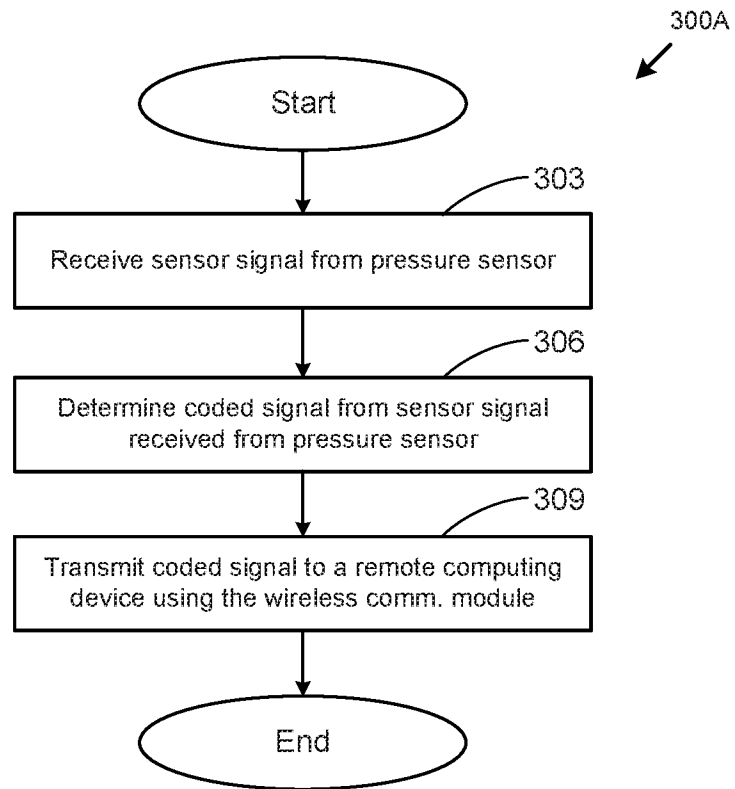 300A
Start
303
Receive sensor signal from pressure sensor
306
Determine coded signal from sensor signal
received from pressure sensor
309
Transmit coded signal to a remote computing
device using the wireless comm. module
End